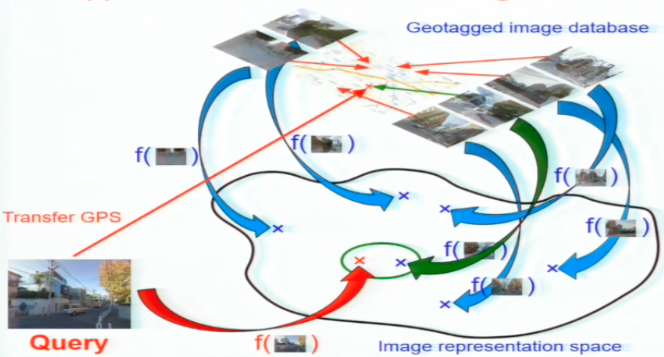 Geotagged image database
f( )
f( )
f( )
Transfer GPS
f( )
f( )
f( )
Query
f( )
Image representation space